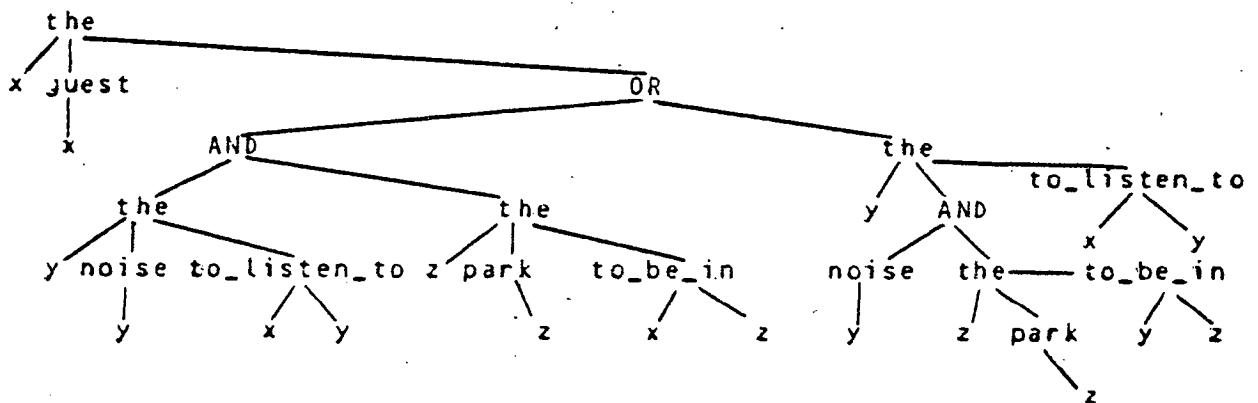 the
x guest
OR
x AND the
to_listen_to
the the y AND
x y
y noise to_listen_to z park to_be_in noise the to_be_in
y x y z x z y z park y z
z